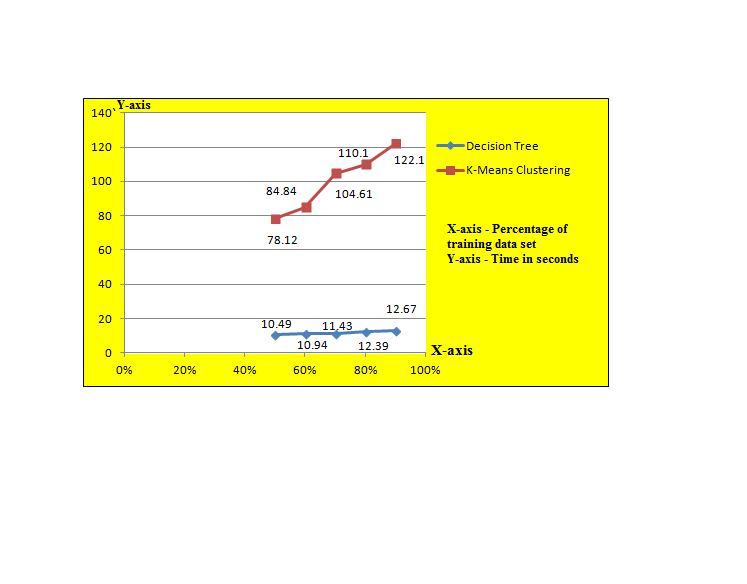 140`Y-axis
120
100
80
60
40
20
0
0% 20% 40% 60% 80% 100%
X-axis
110.1
122.1
84.84
104.61
78.12
12.67
10.49
11.43
10.94
12.39
Decision Tree
K-Means Clustering
X-axis - Percentage of
training data set
Y-axis - Time in seconds